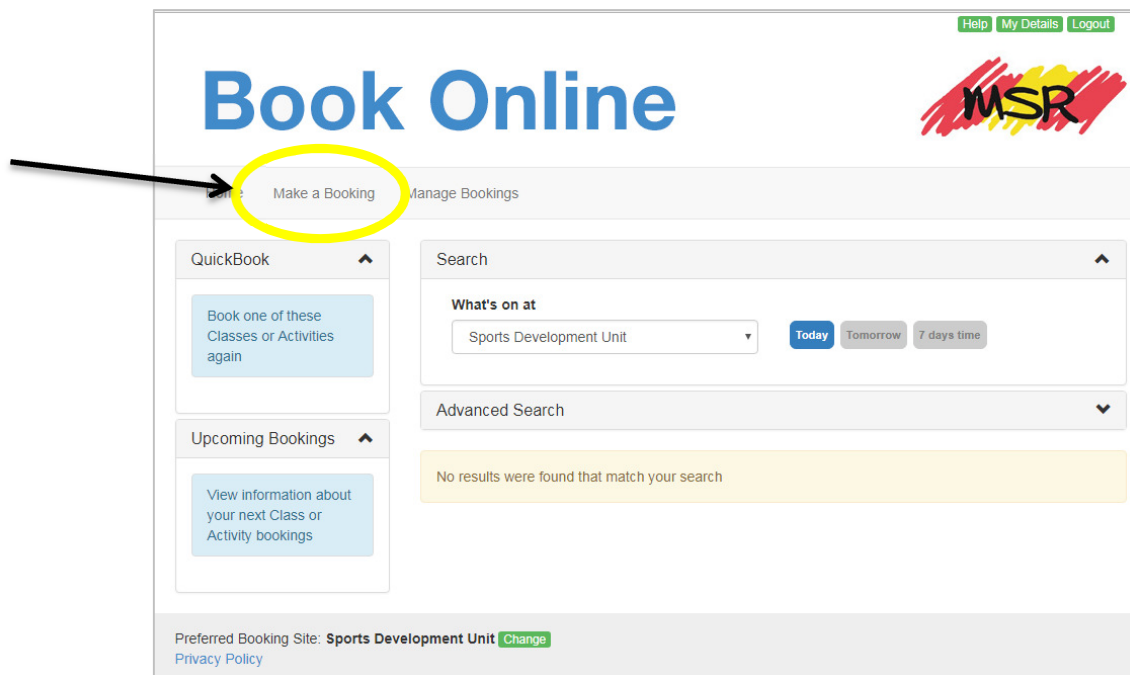 Help My Details Logout
Book Online
MSR
Home Make a Booking Manage Bookings
QuickBook
Book one of these
Classes or Activities
again
Upcoming Bookings
View information about
your next Class or
Activity bookings
Search
What's on at
Sports Development Unit Today Tomorrow 7 days time
Advanced Search
No results were found that match your search
Preferred Booking Site: Sports Development Unit Change
Privacy Policy